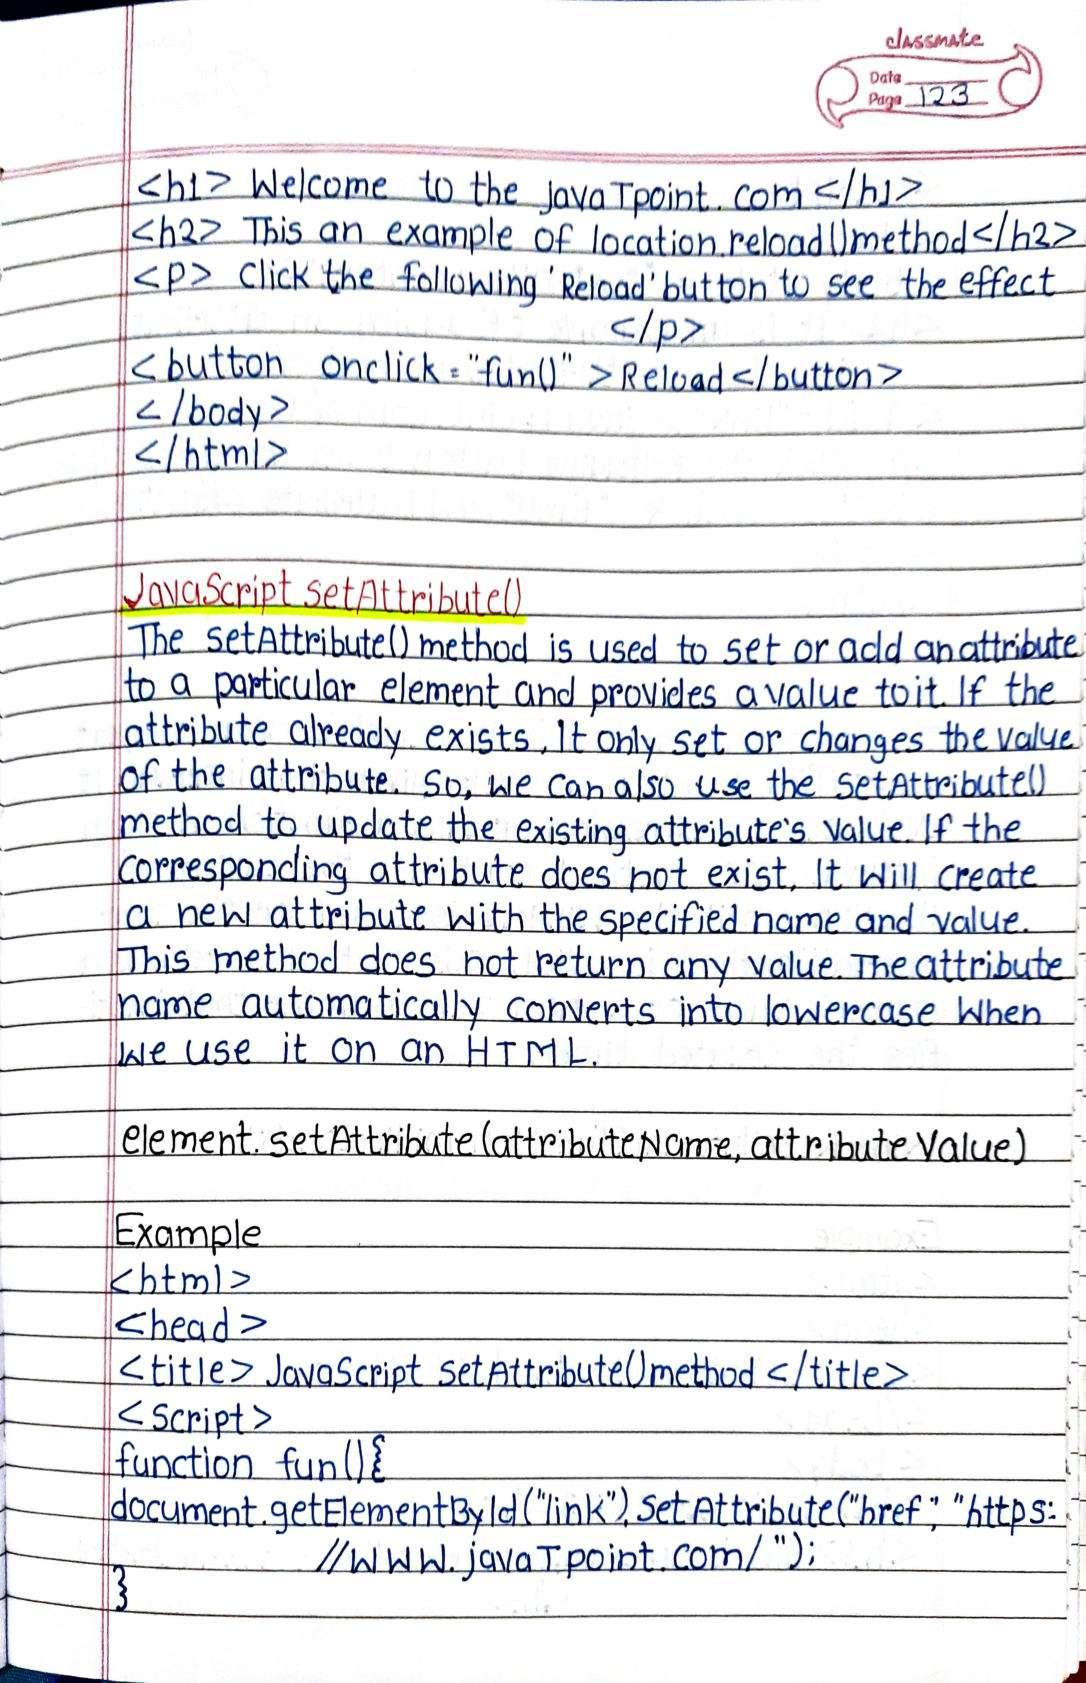 classmate
Date
Page 123
<h1> Welcome to the javaTpoint.com </h1>
<h2> This an example of location.reload() method </h2>
<p> Click the following 'Reload' button to see the effect
</p>
<button onclick = "fun()" > Reload </button>
</body>
</html>
JavaScript setAttribute()
The setAttribute() method is used to set or add an attribute
to a particular element and provides a value to it. If the
attribute already exists, It only set or changes the value
of the attribute. So, we can also use the setAttribute()
method to update the existing attribute's value. If the
corresponding attribute does not exist, It will create
a new attribute with the specified name and value.
This method does not return any value. The attribute
name automatically converts into lowercase when
we use it on an HTML.
element.setAttribute(attributeName, attributeValue)
Example
<html>
<head>
<title> JavaScript setAttribute() method </title>
<script>
function fun(){
document.getElementById("link").SetAttribute("href", "https:
//www.javaTpoint.com/");
}